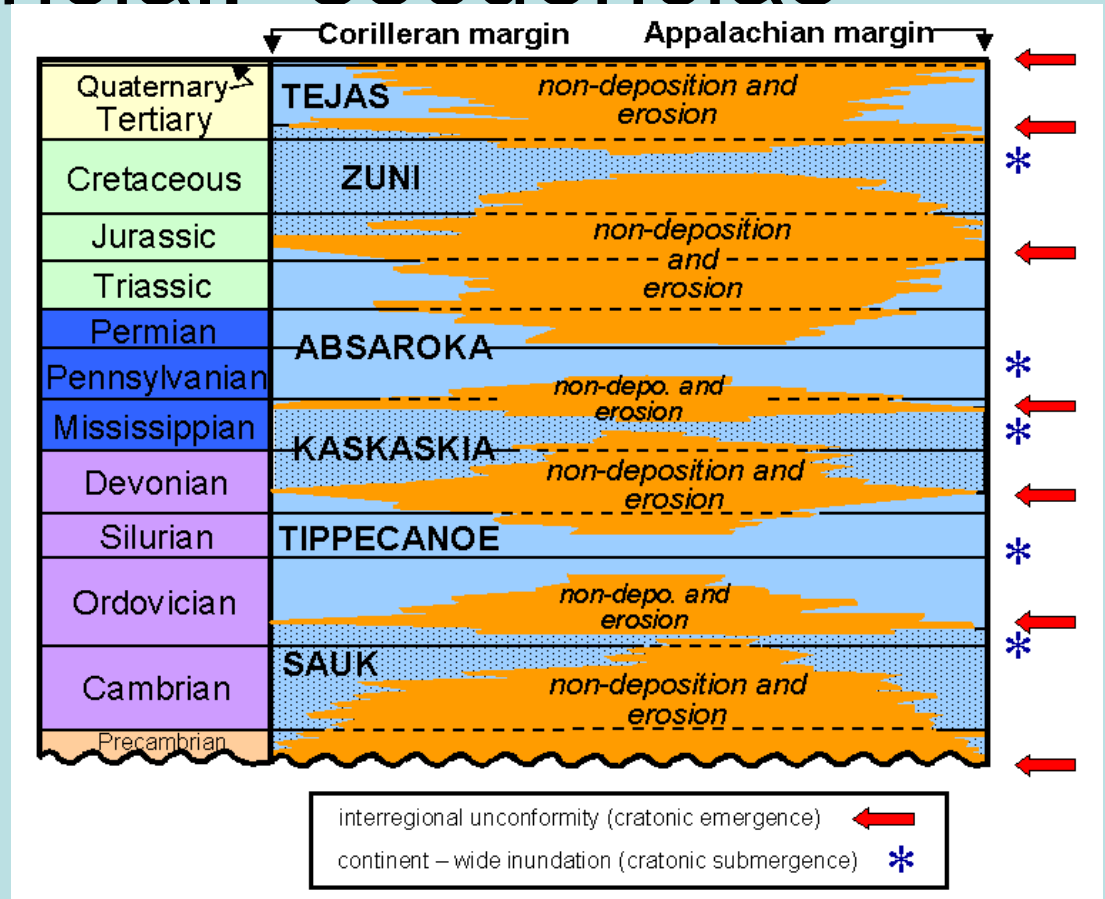 Corilleran margin
Appalachian margin
Quaternary
Tertiary
TEJAS
non-deposition and
erosion
Cretaceous
ZUNI
Jurassic
non-deposition
and
erosion
Triassic
Permian
ABSAROKA
Pennsylvanian
non-depo. and
erosion
Mississippian
KASKASKIA
Devonian
non-deposition and
erosion
Silurian
TIPPECANOE
Ordovician
non-depo. and
erosion
SAUK
Cambrian
non-deposition and
erosion
Precambrian
interregional unconformity (cratonic emergence)
continent – wide inundation (cratonic submergence) *